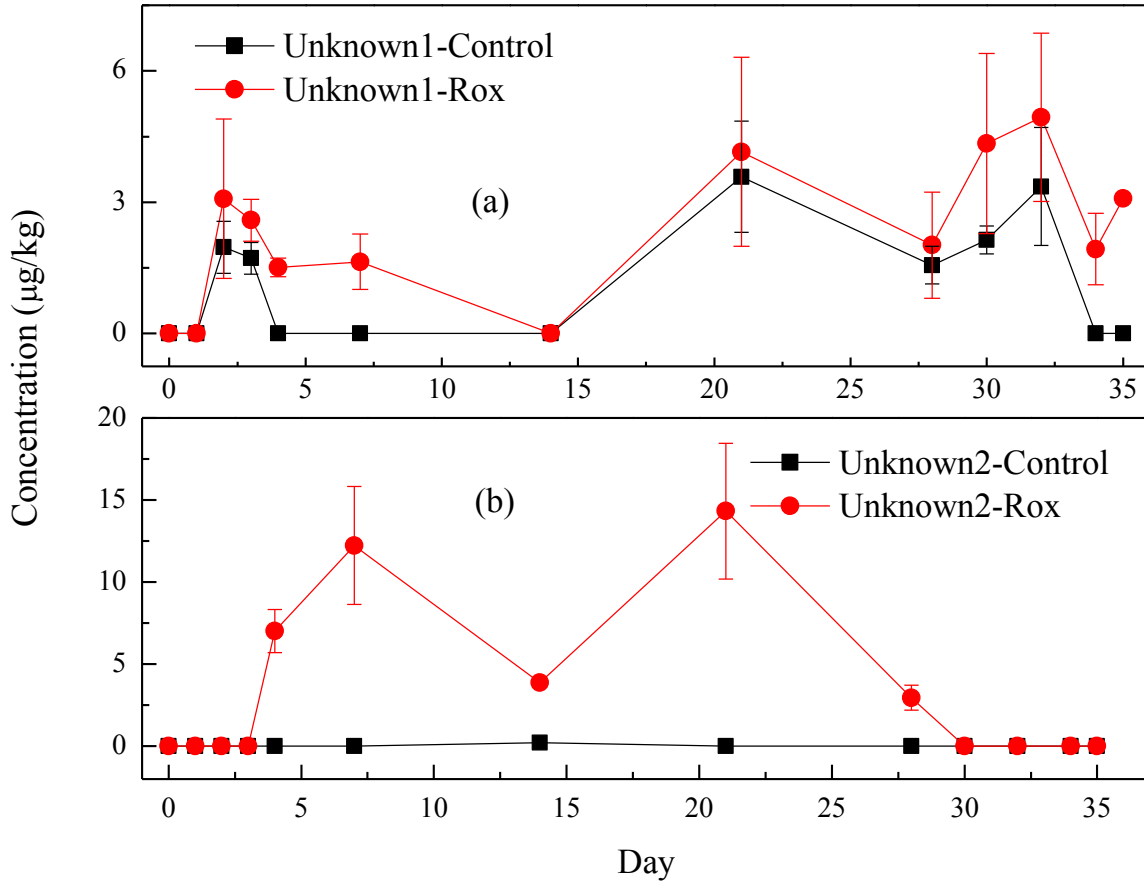 Unknown1-Control
Unknown1-Rox
(a)
6
3
0
0 5 10 15 20 25 30 35
Concentration (μg/kg)
Unknown2-Control
Unknown2-Rox
(b)
20
15
10
5
0
0 5 10 15 20 25 30 35
Day